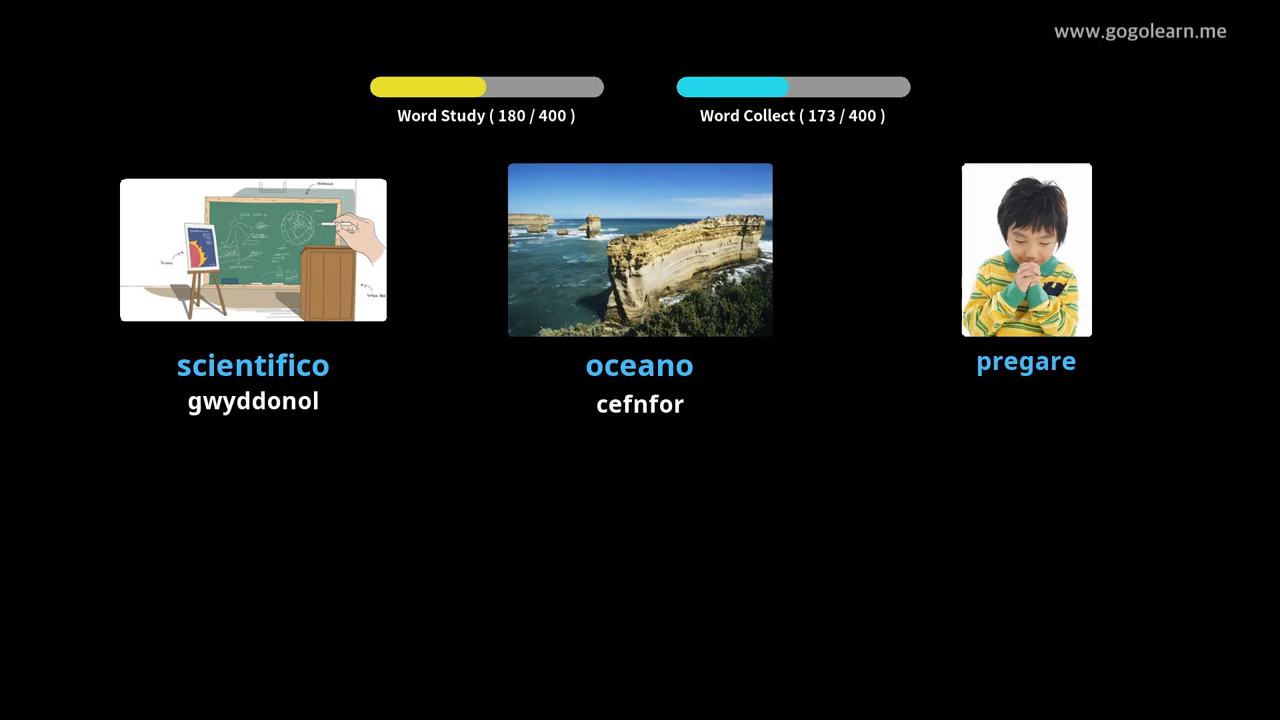 www.gogolearn.me
Word Study ( 180 / 400 )
Word Collect ( 173 / 400 )
scientifico
gwyddonol
oceano
cefnfor
pregare